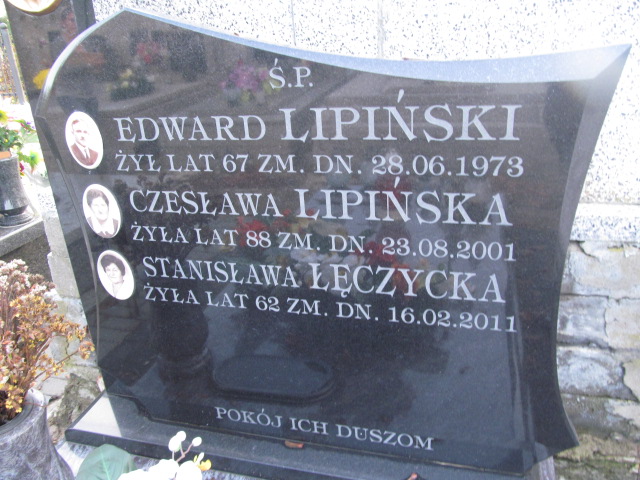 Ś.P.
EDWARD LIPIŃSKI
ŻYŁ LAT 67 ZM. DN. 28.06.1973
CZESŁAWA LIPIŃSKA
ŻYŁA LAT 88 ZM. DN. 23.08.2001
STANISŁAWA ŁĘCZYCKA
ŻYŁA LAT 62 ZM. DN. 16.02.2011
POKÓJ ICH DUSZOM